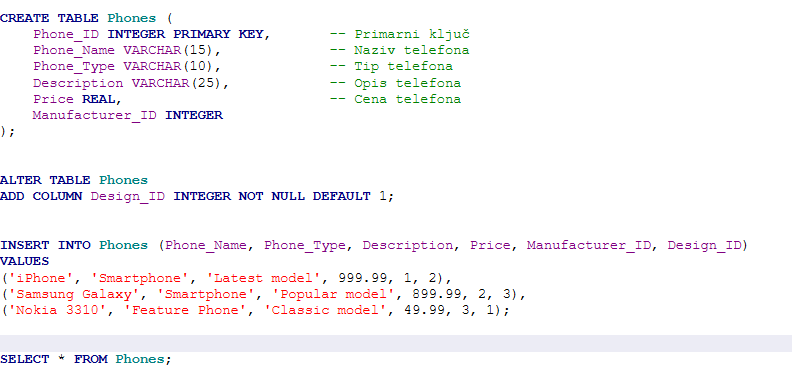 CREATE TABLE Phones (
    Phone_ID INTEGER PRIMARY KEY,       -- Primarni ključ
    Phone_Name VARCHAR(15),             -- Naziv telefona
    Phone_Type VARCHAR(10),             -- Tip telefona
    Description VARCHAR(25),            -- Opis telefona
    Price REAL,                         -- Cena telefona
    Manufacturer_ID INTEGER
);
ALTER TABLE Phones
ADD COLUMN Design_ID INTEGER NOT NULL DEFAULT 1;
INSERT INTO Phones (Phone_Name, Phone_Type, Description, Price, Manufacturer_ID, Design_ID)
VALUES
('iPhone', 'Smartphone', 'Latest model', 999.99, 1, 2),
('Samsung Galaxy', 'Smartphone', 'Popular model', 899.99, 2, 3),
('Nokia 3310', 'Feature Phone', 'Classic model', 49.99, 3, 1);
SELECT * FROM Phones;